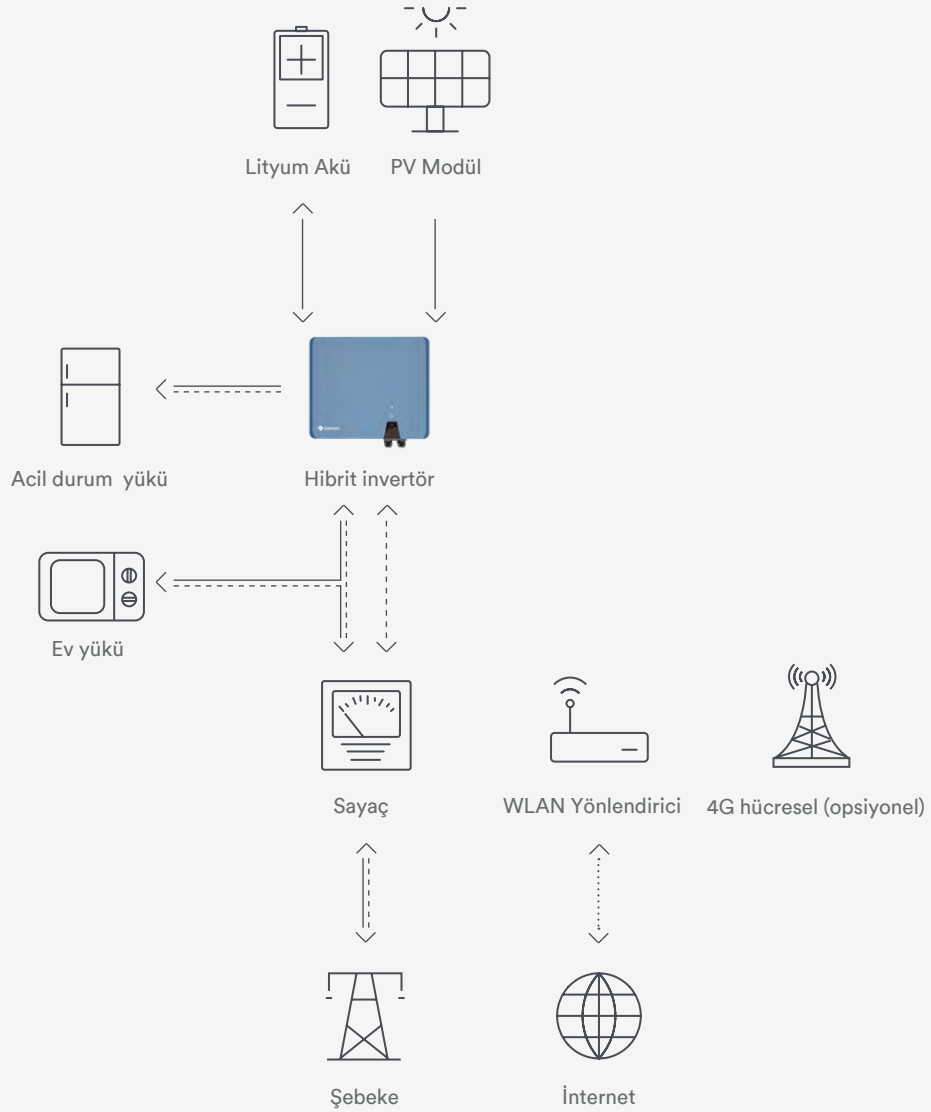 Lityum Akü
PV Modül
Acil durum yükü
Hibrit invertör
Ev yükü
Sayaç
WLAN Yönlendirici
4G hücresel (opsiyonel)
Şebeke
İnternet